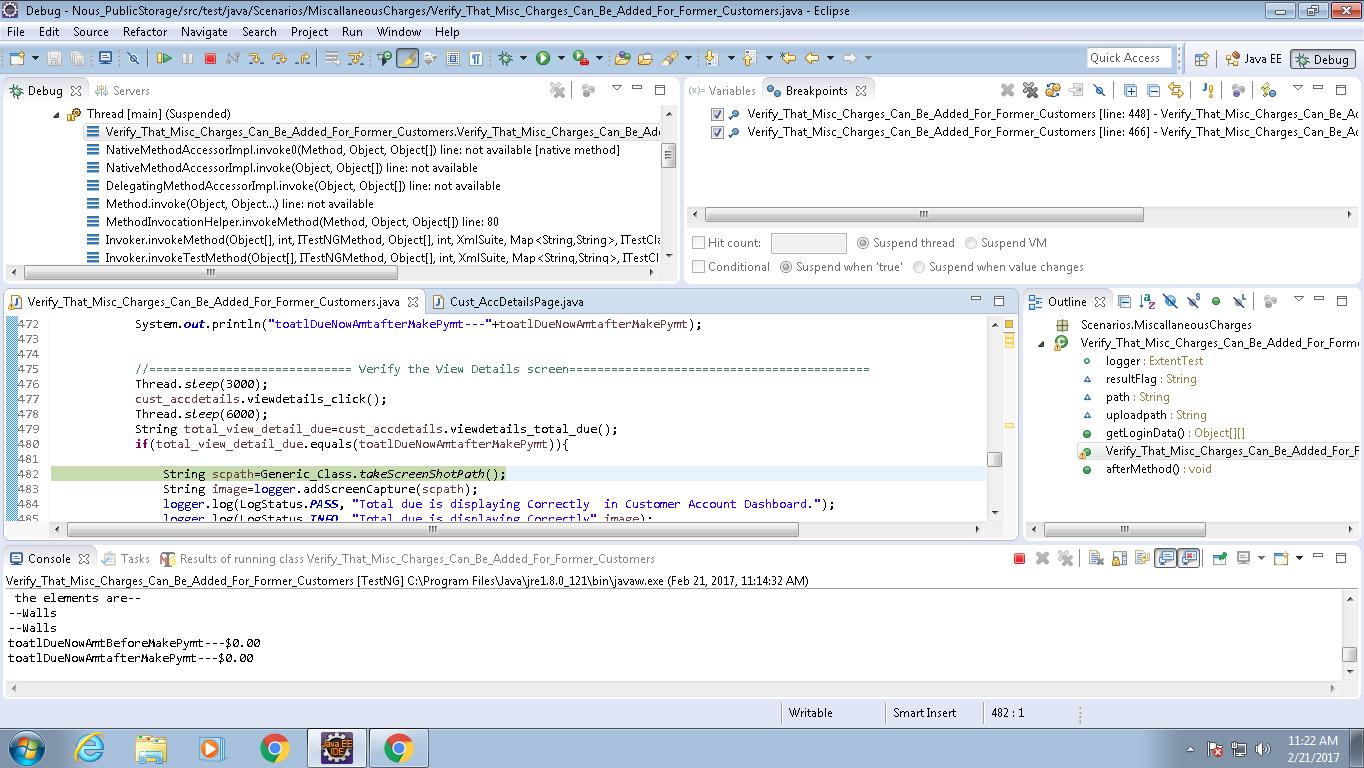 Debug - Nous_PublicStorage/src/test/java/Scenarios/MiscallaneousCharges/Verify_That_Misc_Charges_Can_Be_Added_For_Former_Customers.java - Eclipse
File Edit Source Refactor Navigate Search Project Run Window Help
Quick Access Java EE Debug
Debug Servers
Thread [main] (Suspended)
Verify_That_Misc_Charges_Can_Be_Added_For_Former_Customers.Verify_That_Misc_Charges_Can_Be_Ad
NativeMethodAccessorImpl.invoke0(Method, Object, Object[]) line: not available [native method]
NativeMethodAccessorImpl.invoke(Object, Object[]) line: not available
DelegatingMethodAccessorImpl.invoke(Object, Object[]) line: not available
Method.invoke(Object, Object...) line: not available
MethodInvocationHelper.invokeMethod(Method, Object, Object[]) line: 80
Invoker.invokeMethod(Object[], int, ITestNGMethod, Object[], int, XmlSuite, Map<String,String>, ITestCla
Invoker.invokeTestMethod(Object[], ITestNGMethod, Object[], int, XmlSuite, Map<String,String>, ITestCl
(x)= Variables Breakpoints
Verify_That_Misc_Charges_Can_Be_Added_For_Former_Customers [line: 448] - Verify_That_Misc_Charges_Can_Be_Ad
Verify_That_Misc_Charges_Can_Be_Added_For_Former_Customers [line: 466] - Verify_That_Misc_Charges_Can_Be_Ad
Hit count: Suspend thread Suspend VM
Conditional Suspend when 'true' Suspend when value changes
Verify_That_Misc_Charges_Can_Be_Added_For_Former_Customers.java Cust_AccDetailsPage.java
472 System.out.println("toatlDueNowAmtafterMakePymt---"+toatlDueNowAmtafterMakePymt);
473
474
475 //============================= Verify the View Details screen===========================================
476 Thread.sleep(3000);
477 cust_accdetails.viewdetails_click();
478 Thread.sleep(6000);
479 String total_view_detail_due=cust_accdetails.viewdetails_total_due();
480 if(total_view_detail_due.equals(toatlDueNowAmtafterMakePymt)){
481
482 String scpath=Generic_Class.takeScreenShotPath();
483 String image=logger.addScreenCapture(scpath);
484 logger.log(LogStatus.PASS, "Total due is displaying Correctly  in Customer Account Dashboard.");
485 logger.log(LogStatus.INFO, "Total due is displaying Correctly",image);
Outline
Scenarios.MiscallaneousCharges
Verify_That_Misc_Charges_Can_Be_Added_For_Form
logger : ExtentTest
resultFlag : String
path : String
uploadpath : String
getLoginData() : Object[][]
Verify_That_Misc_Charges_Can_Be_Added_For_F
afterMethod() : void
Console Tasks Results of running class Verify_That_Misc_Charges_Can_Be_Added_For_Former_Customers
Verify_That_Misc_Charges_Can_Be_Added_For_Former_Customers [TestNG] C:\Program Files\Java\jre1.8.0_121\bin\javaw.exe (Feb 21, 2017, 11:14:32 AM)
the elements are--
--Walls
--Walls
toatlDueNowAmtBeforeMakePymt---$0.00
toatlDueNowAmtafterMakePymt---$0.00
Writable Smart Insert 482 : 1
Java EE
IDE
11:22 AM
2/21/2017